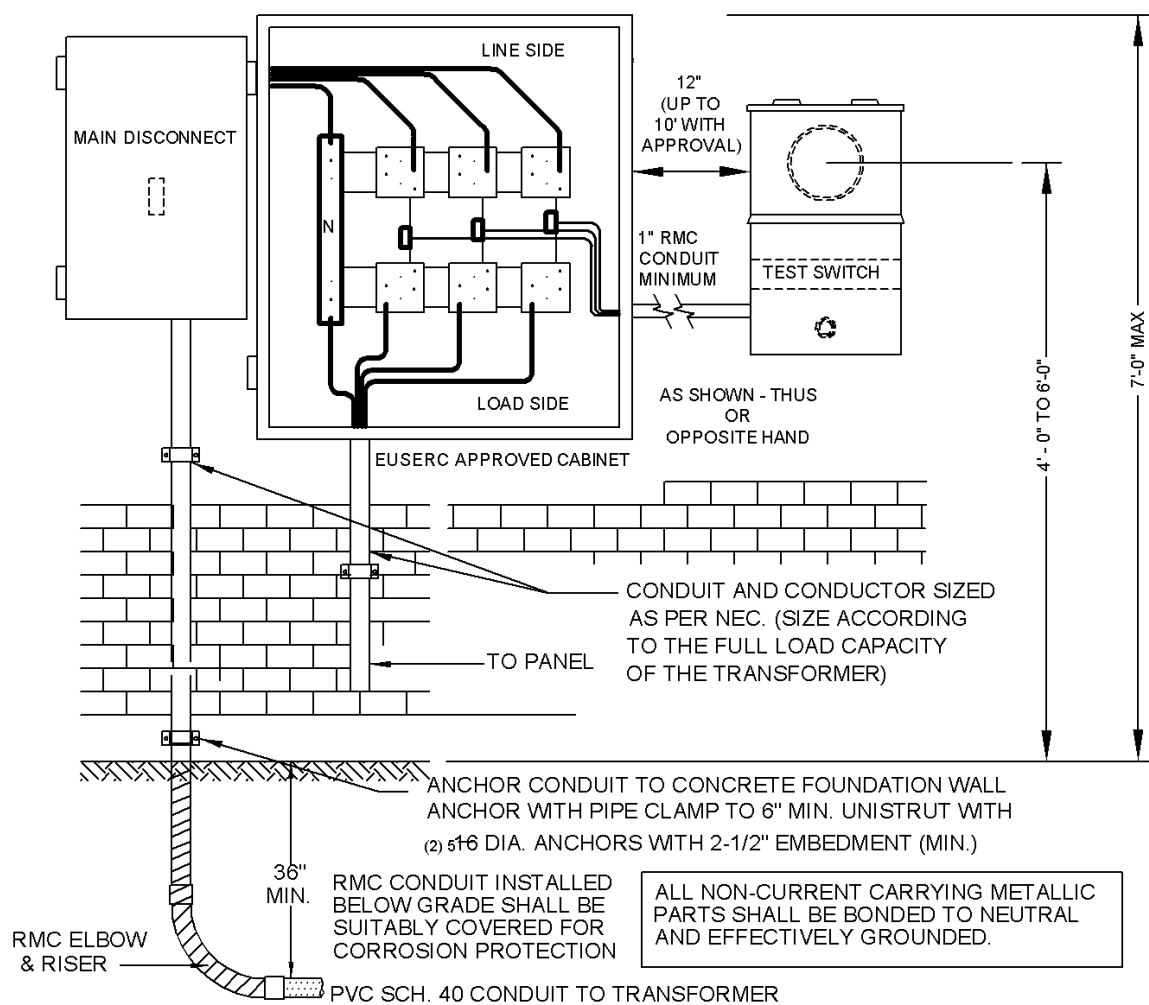 LINE SIDE
MAIN DISCONNECT
12"
(UP TO
10' WITH
APPROVAL)
N
1" RMC
CONDUIT
MINIMUM
TEST SWITCH
LOAD SIDE
AS SHOWN - THUS
OR
OPPOSITE HAND
4' - 0" TO 6'-0"
7'-0" MAX
EUSERC APPROVED CABINET
CONDUIT AND CONDUCTOR SIZED
AS PER NEC. (SIZE ACCORDING
TO THE FULL LOAD CAPACITY
OF THE TRANSFORMER)
TO PANEL
ANCHOR CONDUIT TO CONCRETE FOUNDATION WALL
ANCHOR WITH PIPE CLAMP TO 6" MIN. UNISTRUT WITH
(2) 516 DIA. ANCHORS WITH 2-1/2" EMBEDMENT (MIN.)
36"
MIN.
RMC CONDUIT INSTALLED
BELOW GRADE SHALL BE
SUITABLY COVERED FOR
CORROSION PROTECTION
ALL NON-CURRENT CARRYING METALLIC
PARTS SHALL BE BONDED TO NEUTRAL
AND EFFECTIVELY GROUNDED.
RMC ELBOW
& RISER
PVC SCH. 40 CONDUIT TO TRANSFORMER